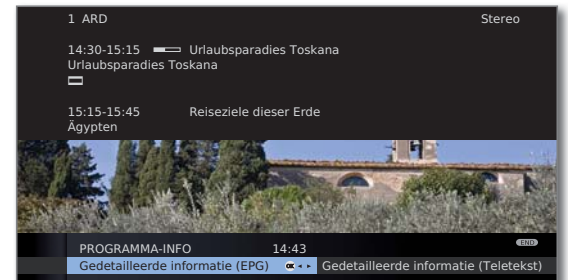 1 ARD Stereo
14:30-15:15 Urlaubsparadies Toskana
Urlaubsparadies Toskana
15:15-15:45 Reiseziele dieser Erde
Ägypten
PROGRAMMA-INFO 14:43 END
Gedetailleerde informatie (EPG) OK Gedetailleerde informatie (Teletekst)